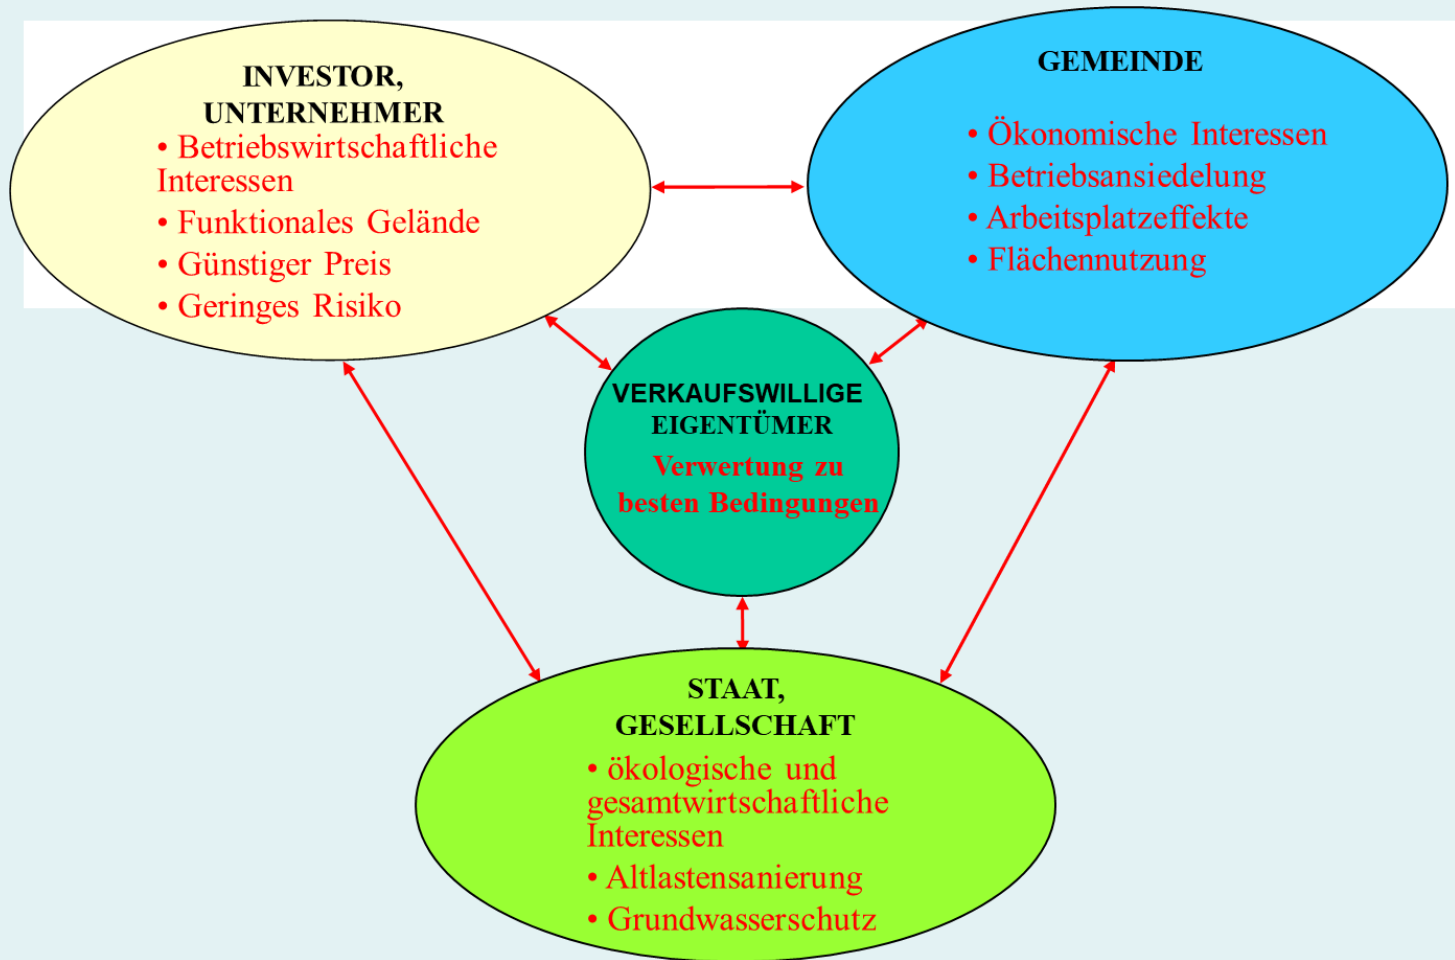 INVESTOR,
UNTERNEHMER
• Betriebswirtschaftliche
Interessen
• Funktionales Gelände
• Günstiger Preis
• Geringes Risiko
GEMEINDE
• Ökonomische Interessen
• Betriebsansiedelung
• Arbeitsplatzeffekte
• Flächennutzung
VERKAUFSWILLIGE
EIGENTÜMER
Verwertung zu
besten Bedingungen
STAAT,
GESELLSCHAFT
• ökologische und
gesamtwirtschaftliche
Interessen
• Altlastensanierung
• Grundwasserschutz